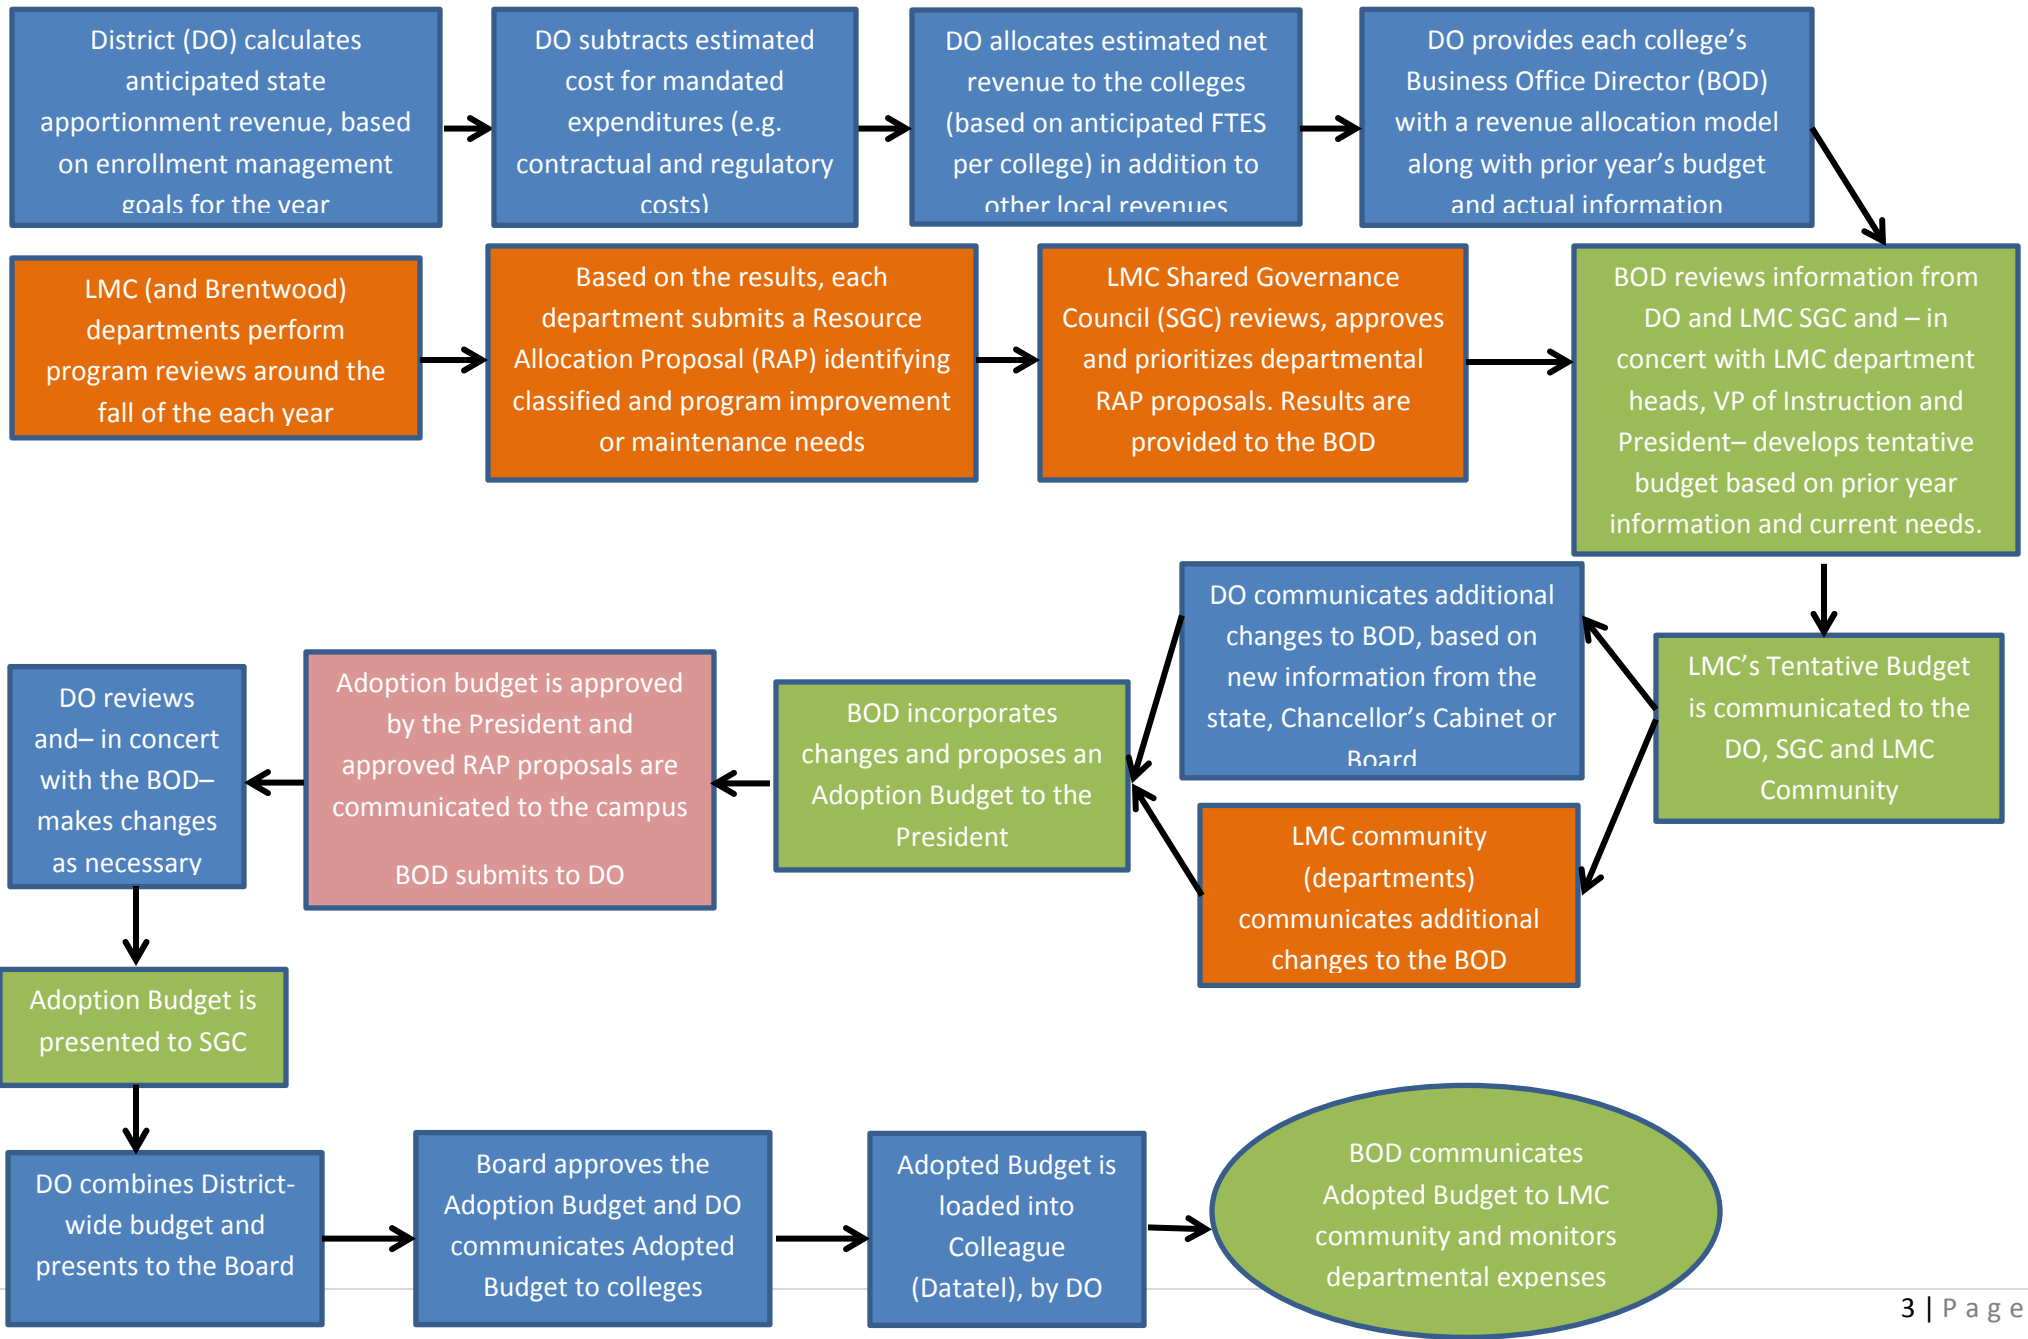 District (DO) calculates
anticipated state
apportionment revenue, based
on enrollment management
goals for the year
DO subtracts estimated
cost for mandated
expenditures (e.g.
contractual and regulatory
costs)
DO allocates estimated net
revenue to the colleges
(based on anticipated FTES
per college) in addition to
other local revenues
DO provides each college’s
Business Office Director (BOD)
with a revenue allocation model
along with prior year’s budget
and actual information
LMC (and Brentwood)
departments perform
program reviews around the
fall of the each year
Based on the results, each
department submits a Resource
Allocation Proposal (RAP) identifying
classified and program improvement
or maintenance needs
LMC Shared Governance
Council (SGC) reviews, approves
and prioritizes departmental
RAP proposals. Results are
provided to the BOD
BOD reviews information from
DO and LMC SGC and – in
concert with LMC department
heads, VP of Instruction and
President– develops tentative
budget based on prior year
information and current needs.
LMC’s Tentative Budget
is communicated to the
DO, SGC and LMC
Community
DO communicates additional
changes to BOD, based on
new information from the
state, Chancellor’s Cabinet or
Board
LMC community
(departments)
communicates additional
changes to the BOD
BOD incorporates
changes and proposes an
Adoption Budget to the
President
Adoption budget is approved
by the President and
approved RAP proposals are
communicated to the campus
BOD submits to DO
DO reviews
and– in concert
with the BOD–
makes changes
as necessary
Adoption Budget is
presented to SGC
DO combines District-
wide budget and
presents to the Board
Board approves the
Adoption Budget and DO
communicates Adopted
Budget to colleges
Adopted Budget is
loaded into
Colleague
(Datatel), by DO
BOD communicates
Adopted Budget to LMC
community and monitors
departmental expenses
3 | Page